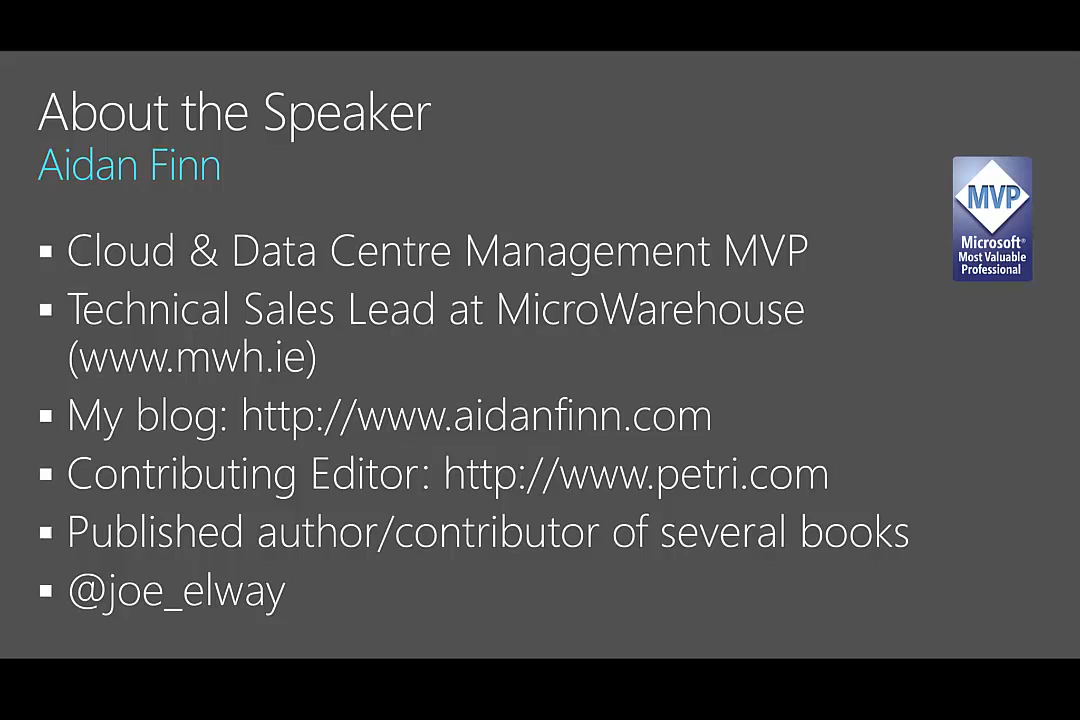 About the Speaker
Aidan Finn
▪ Cloud & Data Centre Management MVP
▪ Technical Sales Lead at MicroWarehouse
(www.mwh.ie)
▪ My blog: http://www.aidanfinn.com
▪ Contributing Editor: http://www.petri.com
▪ Published author/contributor of several books
▪ @joe_elway
MVP
Microsoft®
Most Valuable
Professional